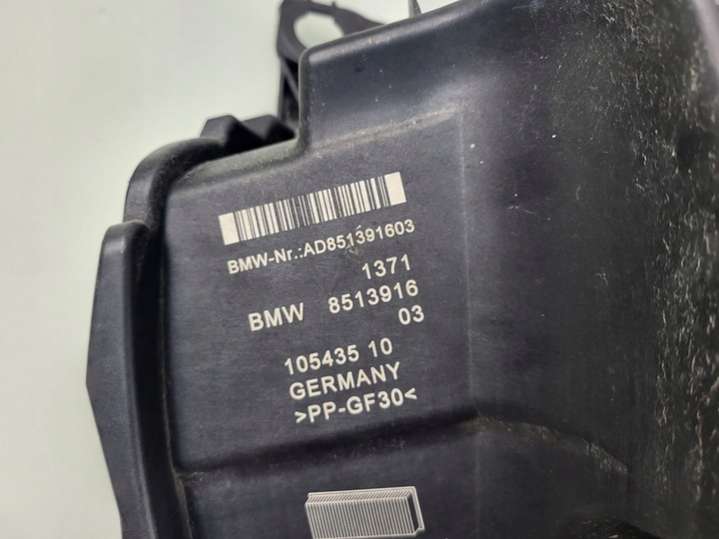 BMW-Nr.:AD851391603
1371
BMW 8513916
03
105435 10
GERMANY
>PP-GF30<